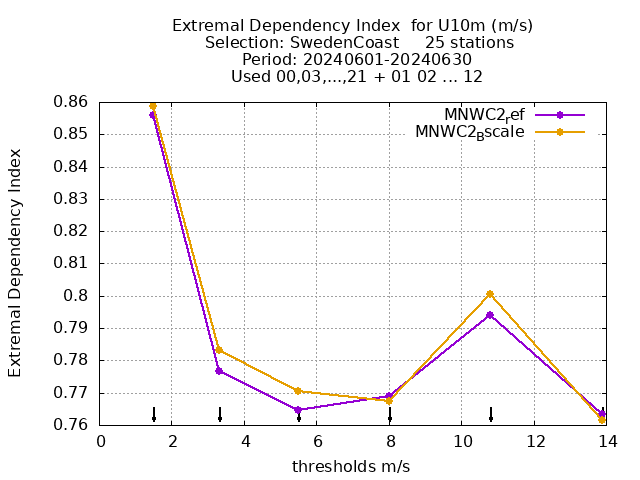 Extremal Dependency Index  for U10m (m/s)
Selection: SwedenCoast     25 stations
Period: 20240601-20240630
Used 00,03,...,21 + 01 02 ... 12
MNWC2_ref
MNWC2_Bscale
Extremal Dependency Index
0.86
0.85
0.84
0.83
0.82
0.81
0.8
0.79
0.78
0.77
0.76
0 2 4 6 8 10 12 14
thresholds m/s